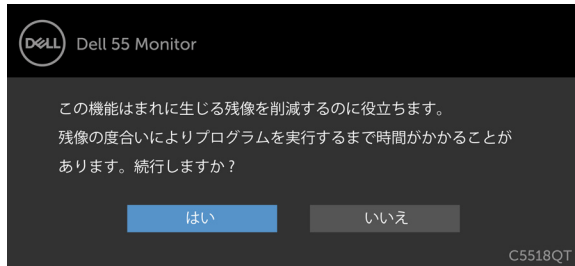 DELL Dell 55 Monitor
この機能はまれに生じる残像を削減するのに役立ちます。
残像の度合いによりプログラムを実行するまで時間がかかることが
あります。続行しますか?
はい いいえ
C5518QT